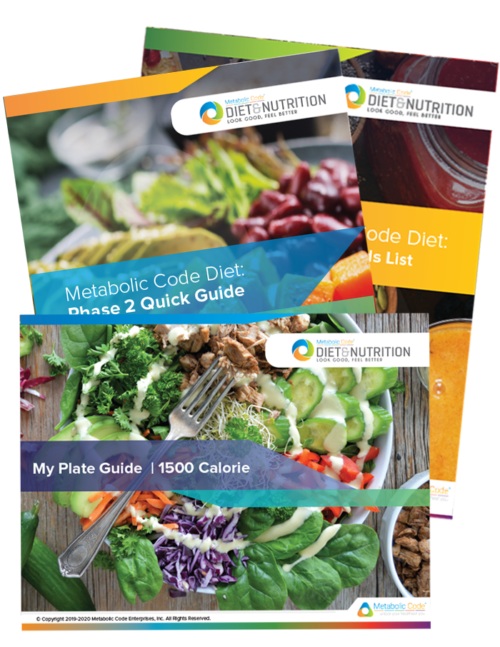 Metabolic Code
DIET&NUTRITION
LOOK GOOD, FEEL BETTER
Metabolic Code
DIET&NUTRITION
LOOK GOOD, FEEL BETTER
ode Diet:
ls List
Metabolic Code Diet:
Phase 2 Quick Guide
Metabolic Code
DIET&NUTRITION
LOOK GOOD, FEEL BETTER
My Plate Guide | 1500 Calorie
Code
Metabolic Code
© Copyright 2019-2020 Metabolic Code Enterprises, Inc. All Rights Reserved.